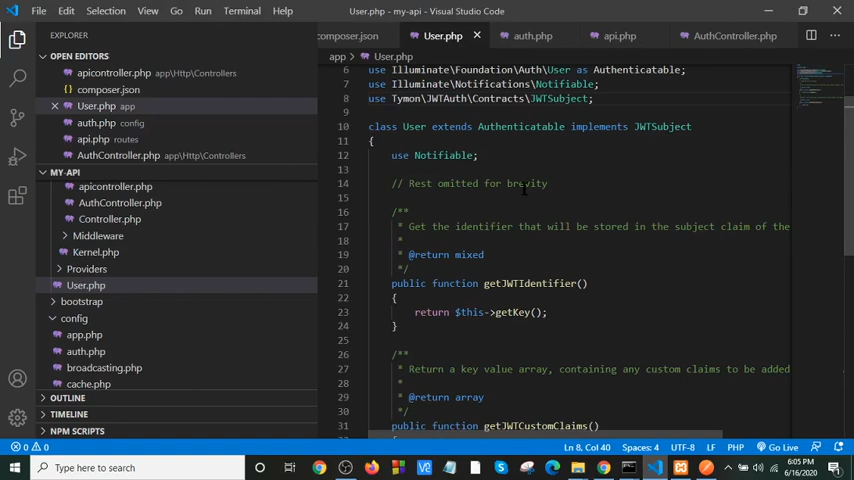 File Edit Selection View Go Run Terminal Help
User.php - my-api - Visual Studio Code
EXPLORER
OPEN EDITORS
apicontroller.php app\Http\Controllers
composer.json
User.php app
auth.php config
api.php routes
AuthController.php app\Http\Controllers
MY-API
apicontroller.php
AuthController.php
Controller.php
Middleware
Kernel.php
Providers
User.php
bootstrap
config
app.php
auth.php
broadcasting.php
cache.php
OUTLINE
TIMELINE
NPM SCRIPTS
composer.json User.php auth.php api.php AuthController.php
app > User.php
6 use Illuminate\Foundation\Auth\User as Authenticatable;
7 use Illuminate\Notifications\Notifiable;
8 use Tymon\JWTAuth\Contracts\JWTSubject;
9
10 class User extends Authenticatable implements JWTSubject
11 {
12 use Notifiable;
13
14 // Rest omitted for brevity
15
16 /**
17 * Get the identifier that will be stored in the subject claim of the
18 *
19 * @return mixed
20 */
21 public function getJWTIdentifier()
22 {
23 return $this->getKey();
24 }
25
26 /**
27 * Return a key value array, containing any custom claims to be added
28 *
29 * @return array
30 */
31 public function getJWTCustomClaims()
{
0 0
Ln 8, Col 40 Spaces: 4 UTF-8 LF PHP Go Live
Type here to search
6:05 PM
6/16/2020